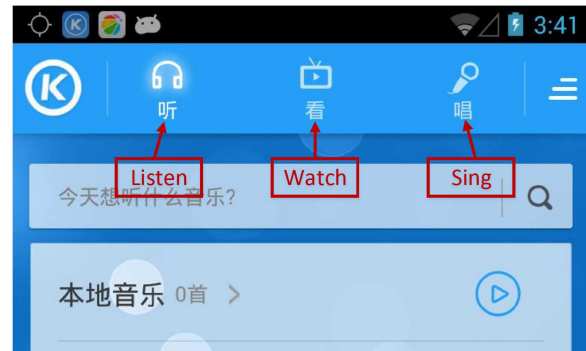 3:41
K
听 看 唱
Listen Watch Sing
今天想听什么音乐?
本地音乐 0首 >